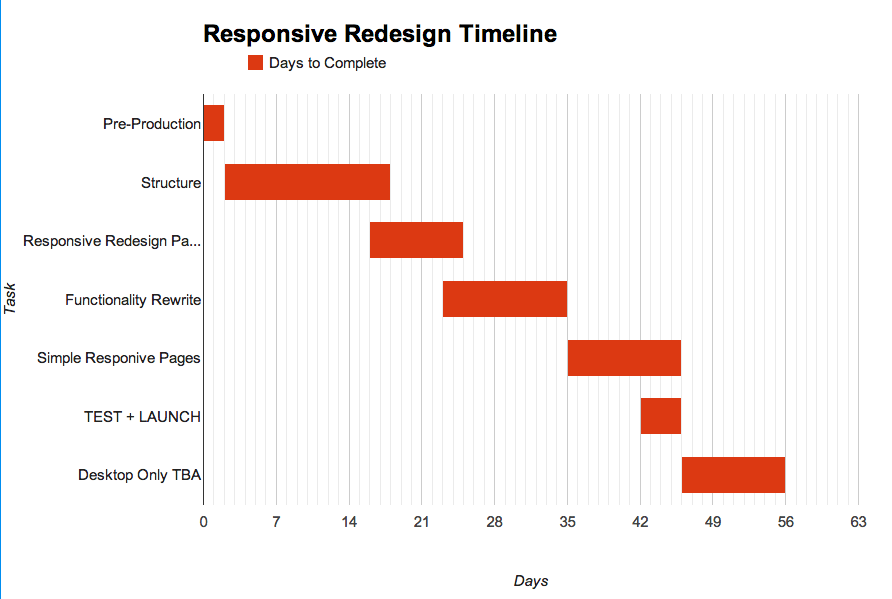 Responsive Redesign Timeline
Days to Complete
Pre-Production
Structure
Responsive Redesign Pa...
Functionality Rewrite
Simple Responive Pages
TEST + LAUNCH
Desktop Only TBA
Task
0 7 14 21 28 35 42 49 56 63
Days